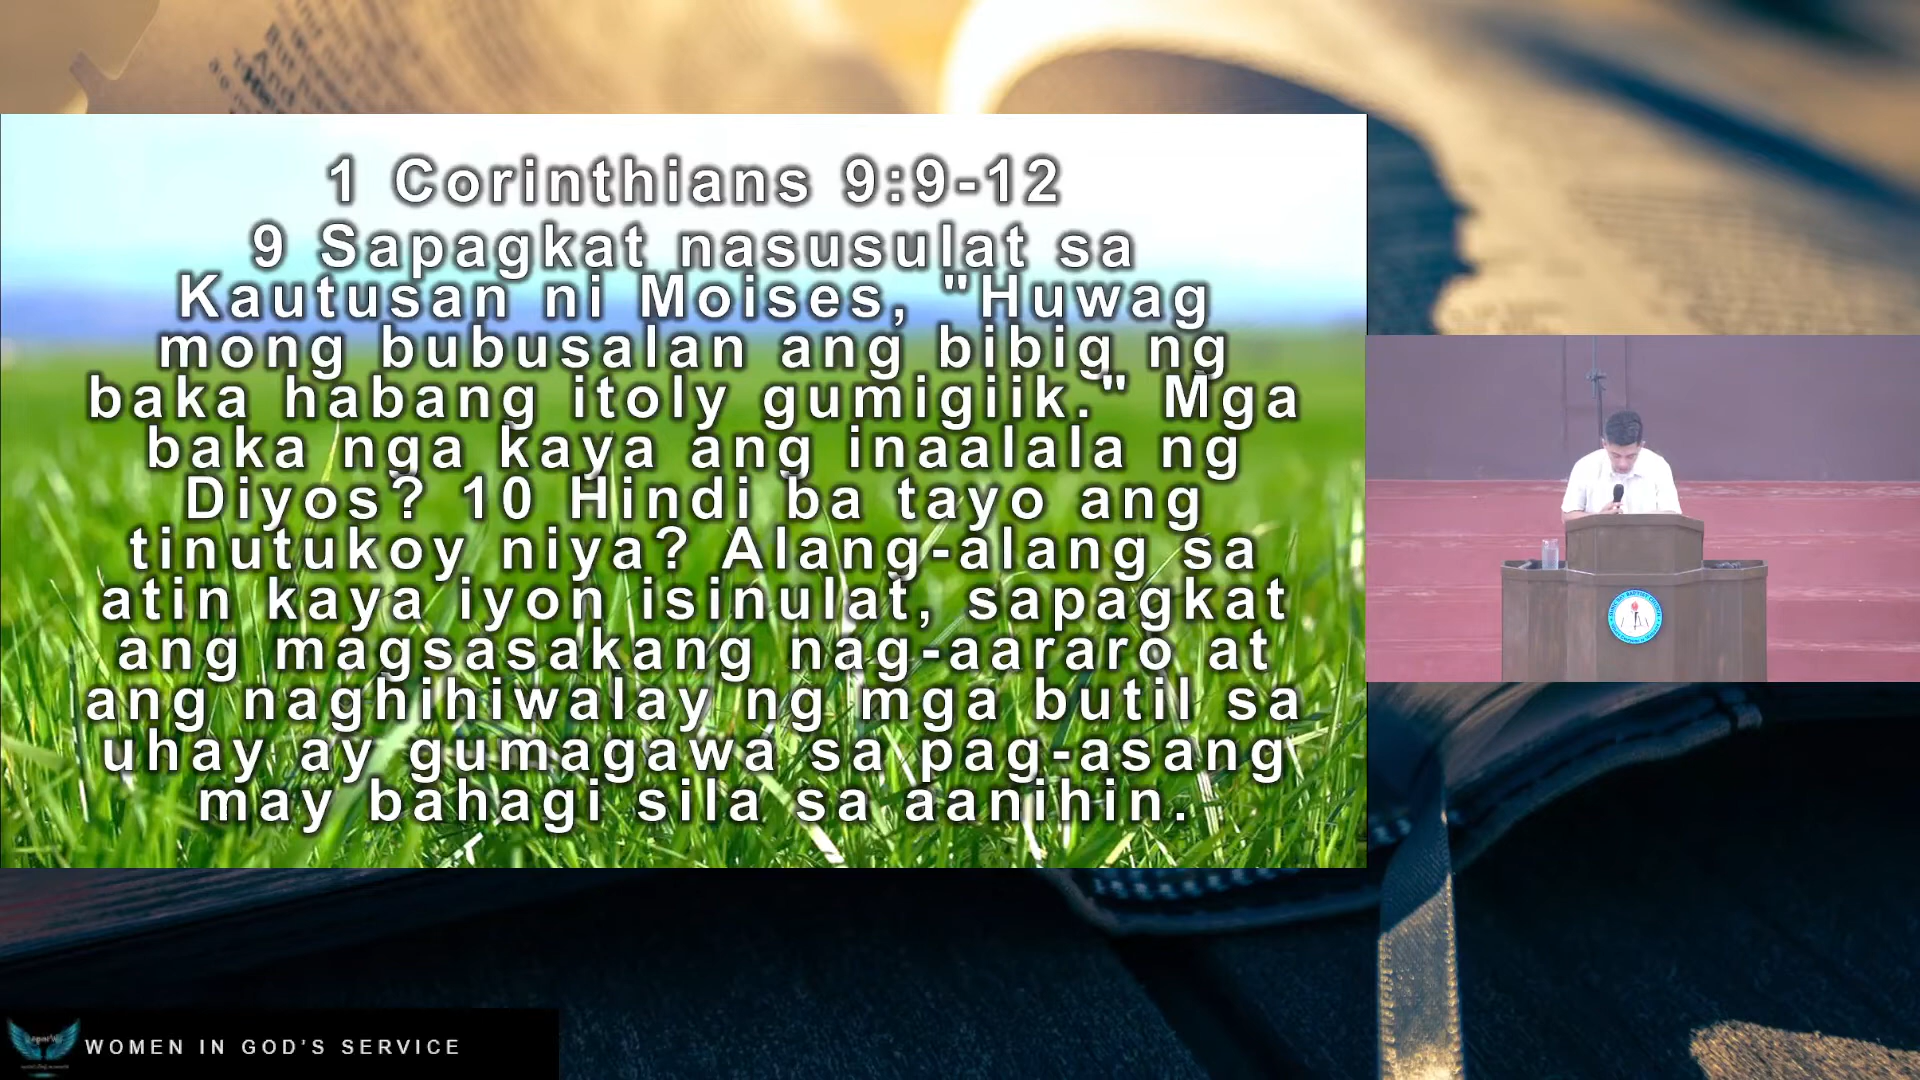 1 Corinthians 9:9-12
9 Sapagkat nasusulat sa
Kautusan ni Moises, "Huwag
mong bubusalan ang bibig ng
baka habang itoly gumigiik." Mga
baka nga kaya ang inaalala ng
Diyos? 10 Hindi ba tayo ang
tinutukoy niya? Alang-alang sa
atin kaya iyon isinulat, sapagkat
ang magsasakang nag-aararo at
ang naghihiwalay ng mga butil sa
uhay ay gumagawa sa pag-asang
may bahagi sila sa aanihin.
WOMEN IN GOD'S SERVICE